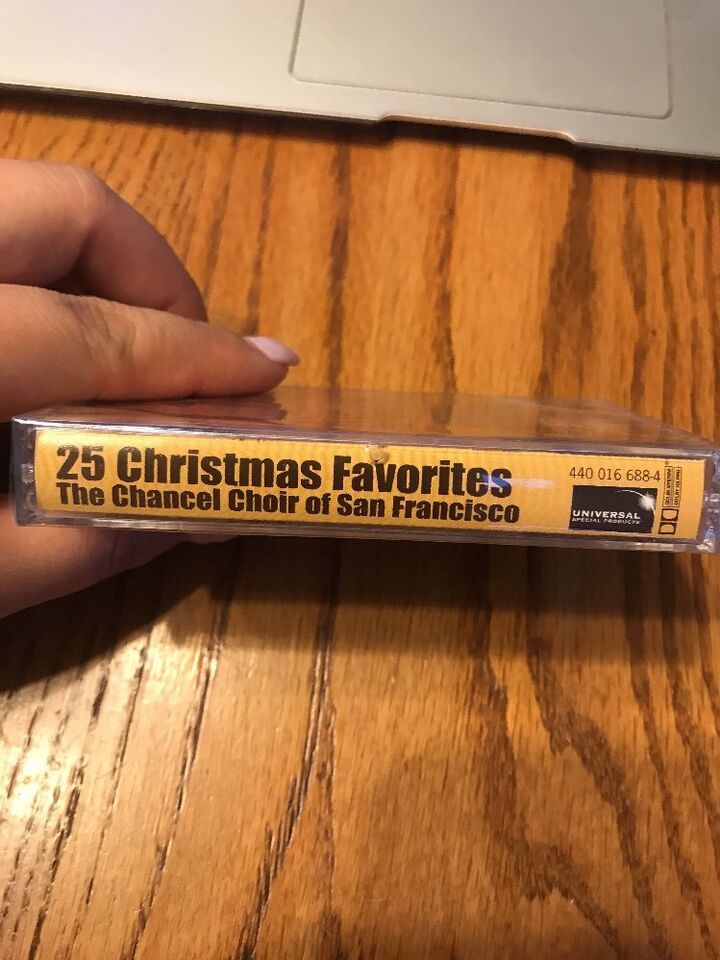 25 Christmas Favorites
The Chancel Choir of San Francisco
440 016 688-4
UNIVERSAL
SPECIAL PRODUCTS